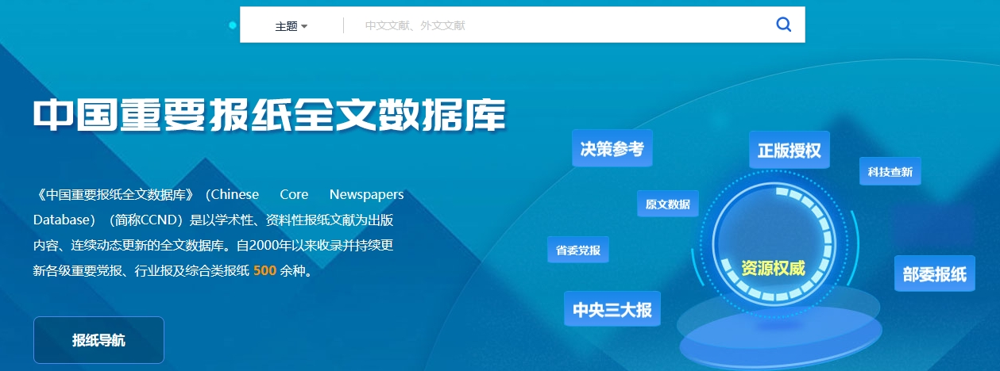 主题
中文文献、外文文献
中国重要报纸全文数据库
《中国重要报纸全文数据库》（Chinese Core Newspapers
Database）（简称CCND）是以学术性、资料性报纸文献为出版
内容、连续动态更新的全文数据库。自2000年以来收录并持续更
新各级重要党报、行业报及综合类报纸 500 余种。
报纸导航
决策参考
正版授权
科技查新
原文数据
省委党报
资源权威
部委报纸
中央三大报